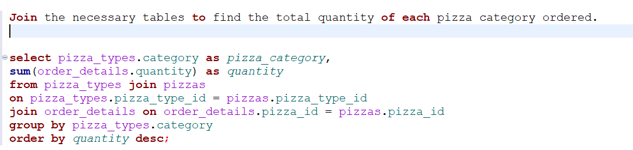 Join the necessary tables to find the total quantity of each pizza category ordered.
select pizza_types.category as pizza_category,
sum(order_details.quantity) as quantity
from pizza_types join pizzas
on pizza_types.pizza_type_id = pizzas.pizza_type_id
join order_details on order_details.pizza_id = pizzas.pizza_id
group by pizza_types.category
order by quantity desc;